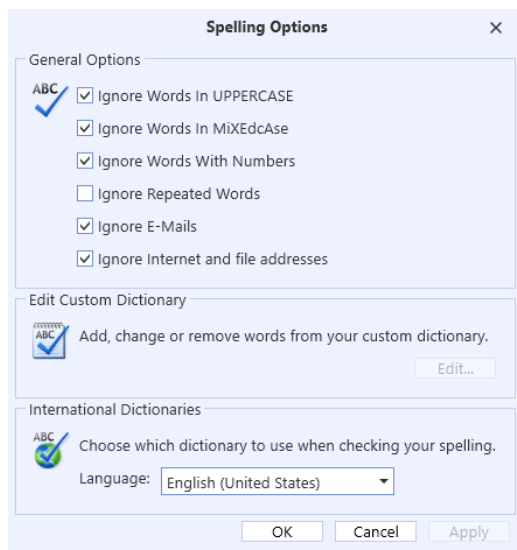 Spelling Options
General Options
ABC
Ignore Words In UPPERCASE
Ignore Words In MiXEdcAse
Ignore Words With Numbers
Ignore Repeated Words
Ignore E-Mails
Ignore Internet and file addresses
Edit Custom Dictionary
ABC
Add, change or remove words from your custom dictionary.
Edit...
International Dictionaries
ABC
Choose which dictionary to use when checking your spelling.
Language: English (United States)
OK Cancel Apply